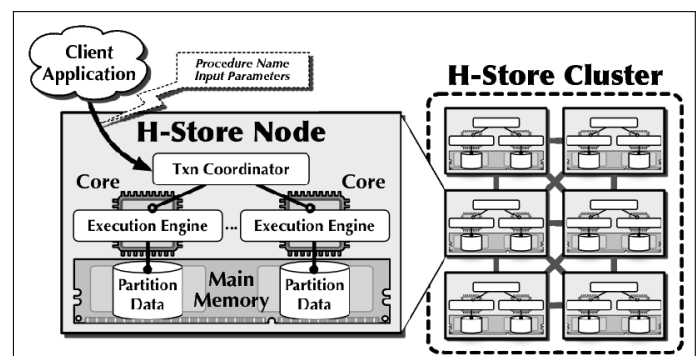 Client
Application
Procedure Name
Input Parameters
H-Store Cluster
H-Store Node
Txn Coordinator
Core
Core
Execution Engine
...
Execution Engine
Partition
Data
Main
Memory
Partition
Data